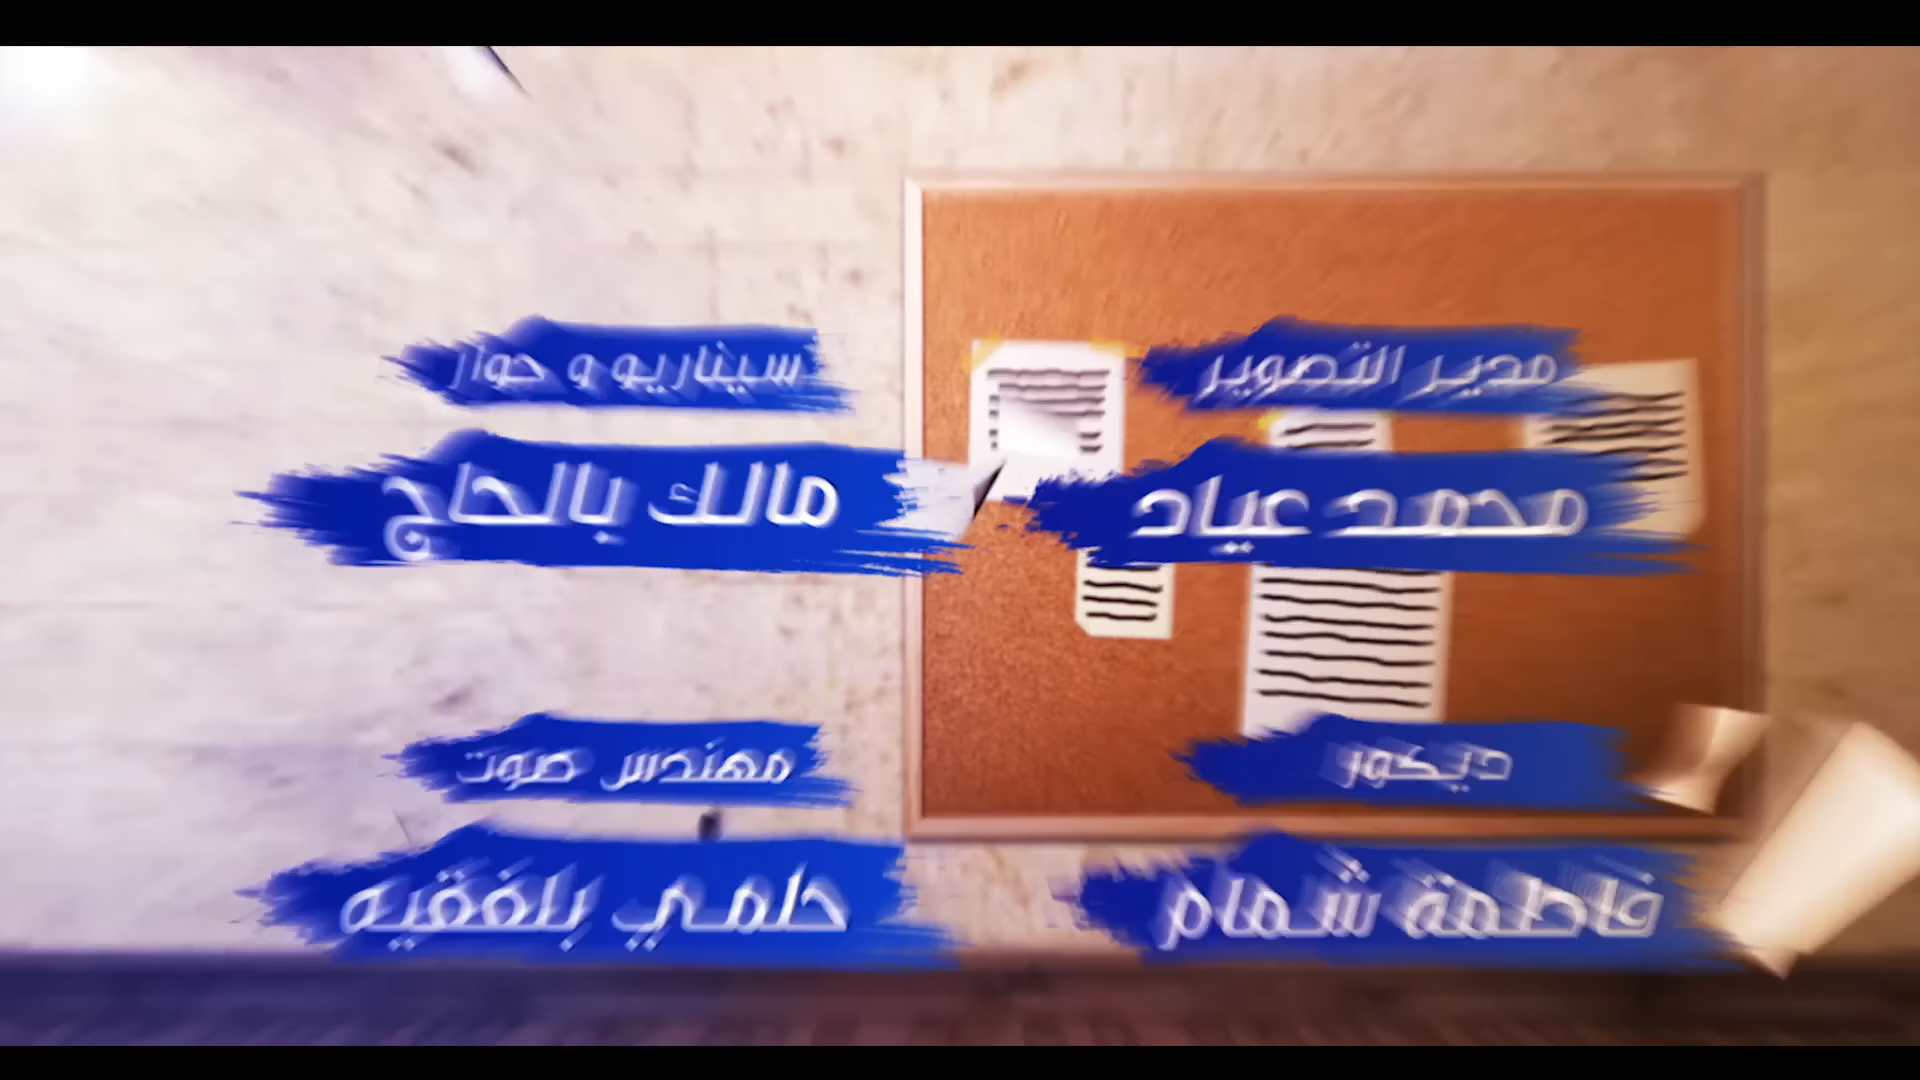 مدير التصوير
محمد عياد
سيناريو و حوار
مالك بالحاج
ديكور
فاطمة شمام
مهندس صوت
حلمي بلفقيه